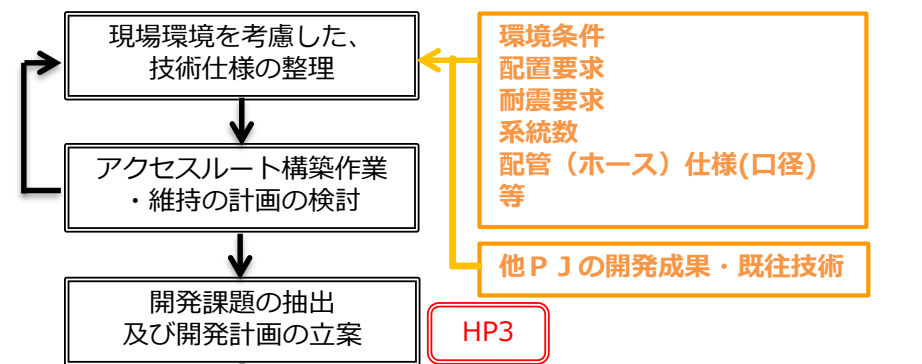 現場環境を考慮した、
技術仕様の整理
環境条件
配置要求
耐震要求
系統数
配管（ホース）仕様(口径)
等
アクセスルート構築作業
・維持の計画の検討
他ＰＪの開発成果・既往技術
開発課題の抽出
及び開発計画の立案
HP3